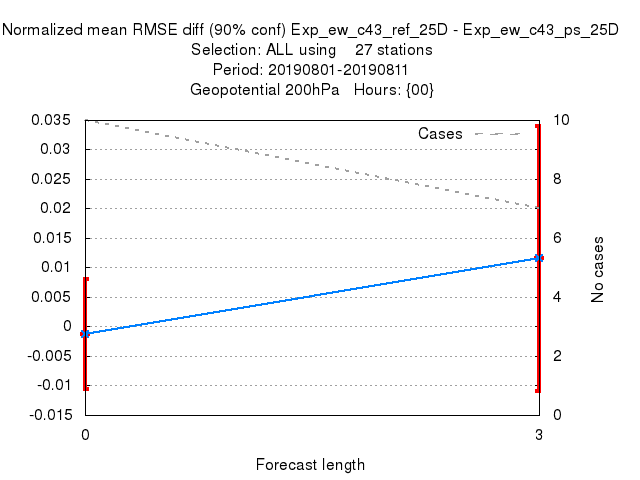 Normalized mean RMSE diff (90% conf) Exp_ew_c43_ref_25D - Exp_ew_c43_ps_25D
Selection: ALL using    27 stations
Period: 20190801-20190811
Geopotential 200hPa   Hours: {00}
Cases
0.035
0.03
0.025
0.02
0.015
0.01
0.005
0
-0.005
-0.01
-0.015
10
8
6
4
2
0
No cases
0
3
Forecast length